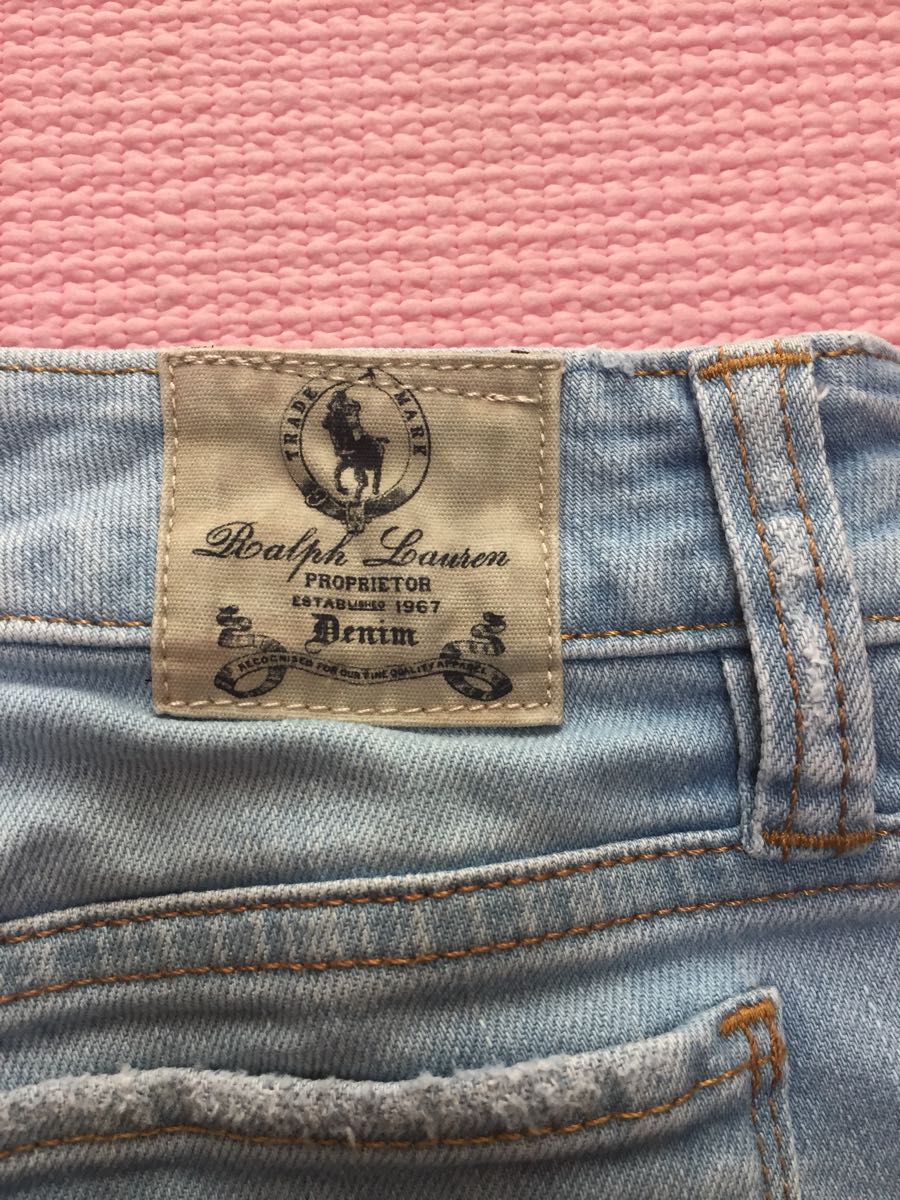 TRADE MARK
Ralph Lauren
PROPRIETOR
ESTABLISHED 1967
Denim
RECOGNISED FOR OUR FINE QUALITY APPAREL